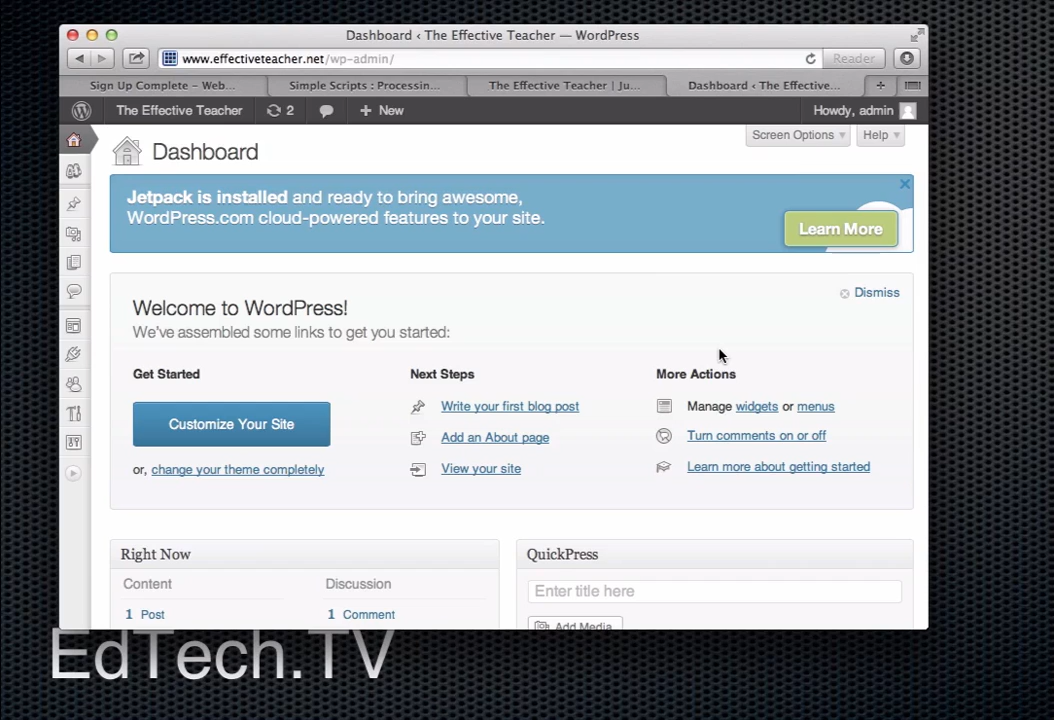 Dashboard ‹ The Effective Teacher — WordPress
www.effectiveteacher.net/wp-admin/
Reader
Sign Up Complete – Web...
Simple Scripts : Processin...
The Effective Teacher | Ju...
Dashboard ‹ The Effective...
The Effective Teacher
2
+ New
Howdy, admin
Screen Options
Help
Dashboard
Jetpack is installed and ready to bring awesome,
WordPress.com cloud-powered features to your site.
Learn More
Dismiss
Welcome to WordPress!
We've assembled some links to get you started:
Get Started
Customize Your Site
or, change your theme completely
Next Steps
Write your first blog post
Add an About page
View your site
More Actions
Manage widgets or menus
Turn comments on or off
Learn more about getting started
Right Now
Content
Discussion
1 Post
1 Comment
QuickPress
Enter title here
Add Media
EdTech.TV